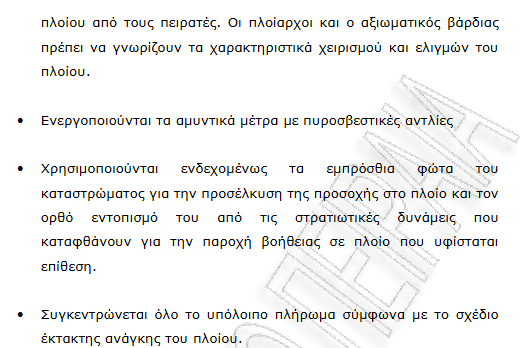 πλοίου από τους πειρατές. Οι πλοίαρχοι και ο αξιωματικός βάρδιας
πρέπει να γνωρίζουν τα χαρακτηριστικά χειρισμού και ελιγμών του
πλοίου.
• Ενεργοποιούνται τα αμυντικά μέτρα με πυροσβεστικές αντλίες
• Χρησιμοποιούνται ενδεχομένως τα εμπρόσθια φώτα του
καταστρώματος για την προσέλκυση της προσοχής στο πλοίο και τον
ορθό εντοπισμό του από τις στρατιωτικές δυνάμεις που
καταφθάνουν για την παροχή βοήθειας σε πλοίο που υφίσταται
επίθεση.
• Συγκεντρώνεται όλο το υπόλοιπο πλήρωμα σύμφωνα με το σχέδιο
έκτακτης ανάγκης του πλοίου.